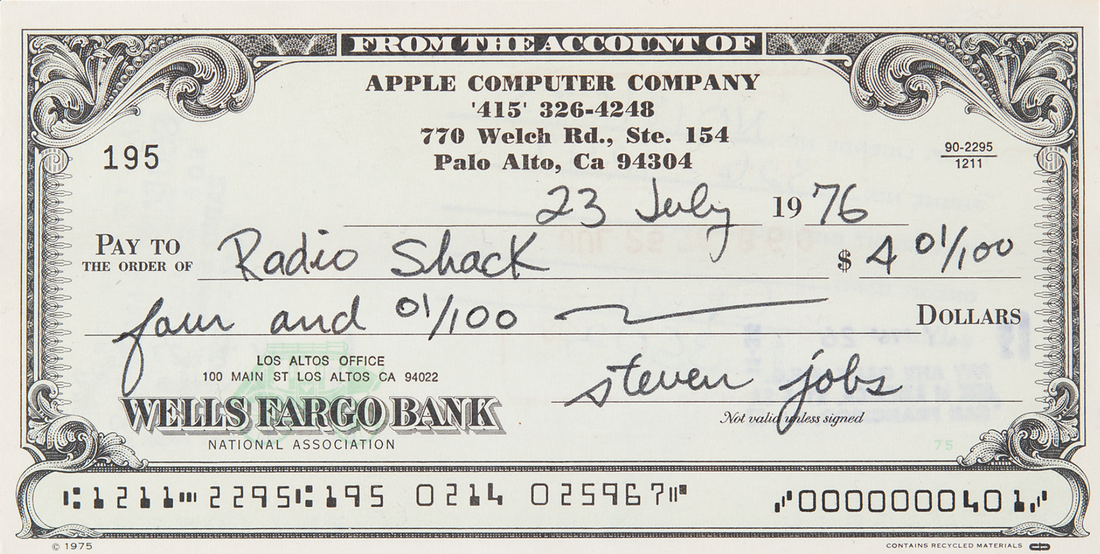 FROM THE ACCOUNT OF
APPLE COMPUTER COMPANY
'415' 326-4248
770 Welch Rd., Ste. 154
Palo Alto, Ca 94304
195
90-2295
1211
23 July 1976
PAY TO
THE ORDER OF Radio Shack $ 4 01/100
four and 01/100 DOLLARS
LOS ALTOS OFFICE
100 MAIN ST LOS ALTOS CA 94022
WELLS FARGO BANK
NATIONAL ASSOCIATION
steven jobs
Not valid unsigned
75
⑆1211⑉2295⑆195 0214 025967⑈ ⑇0000000401⑇
© 1975
CONTAINS RECYCLED MATERIALS